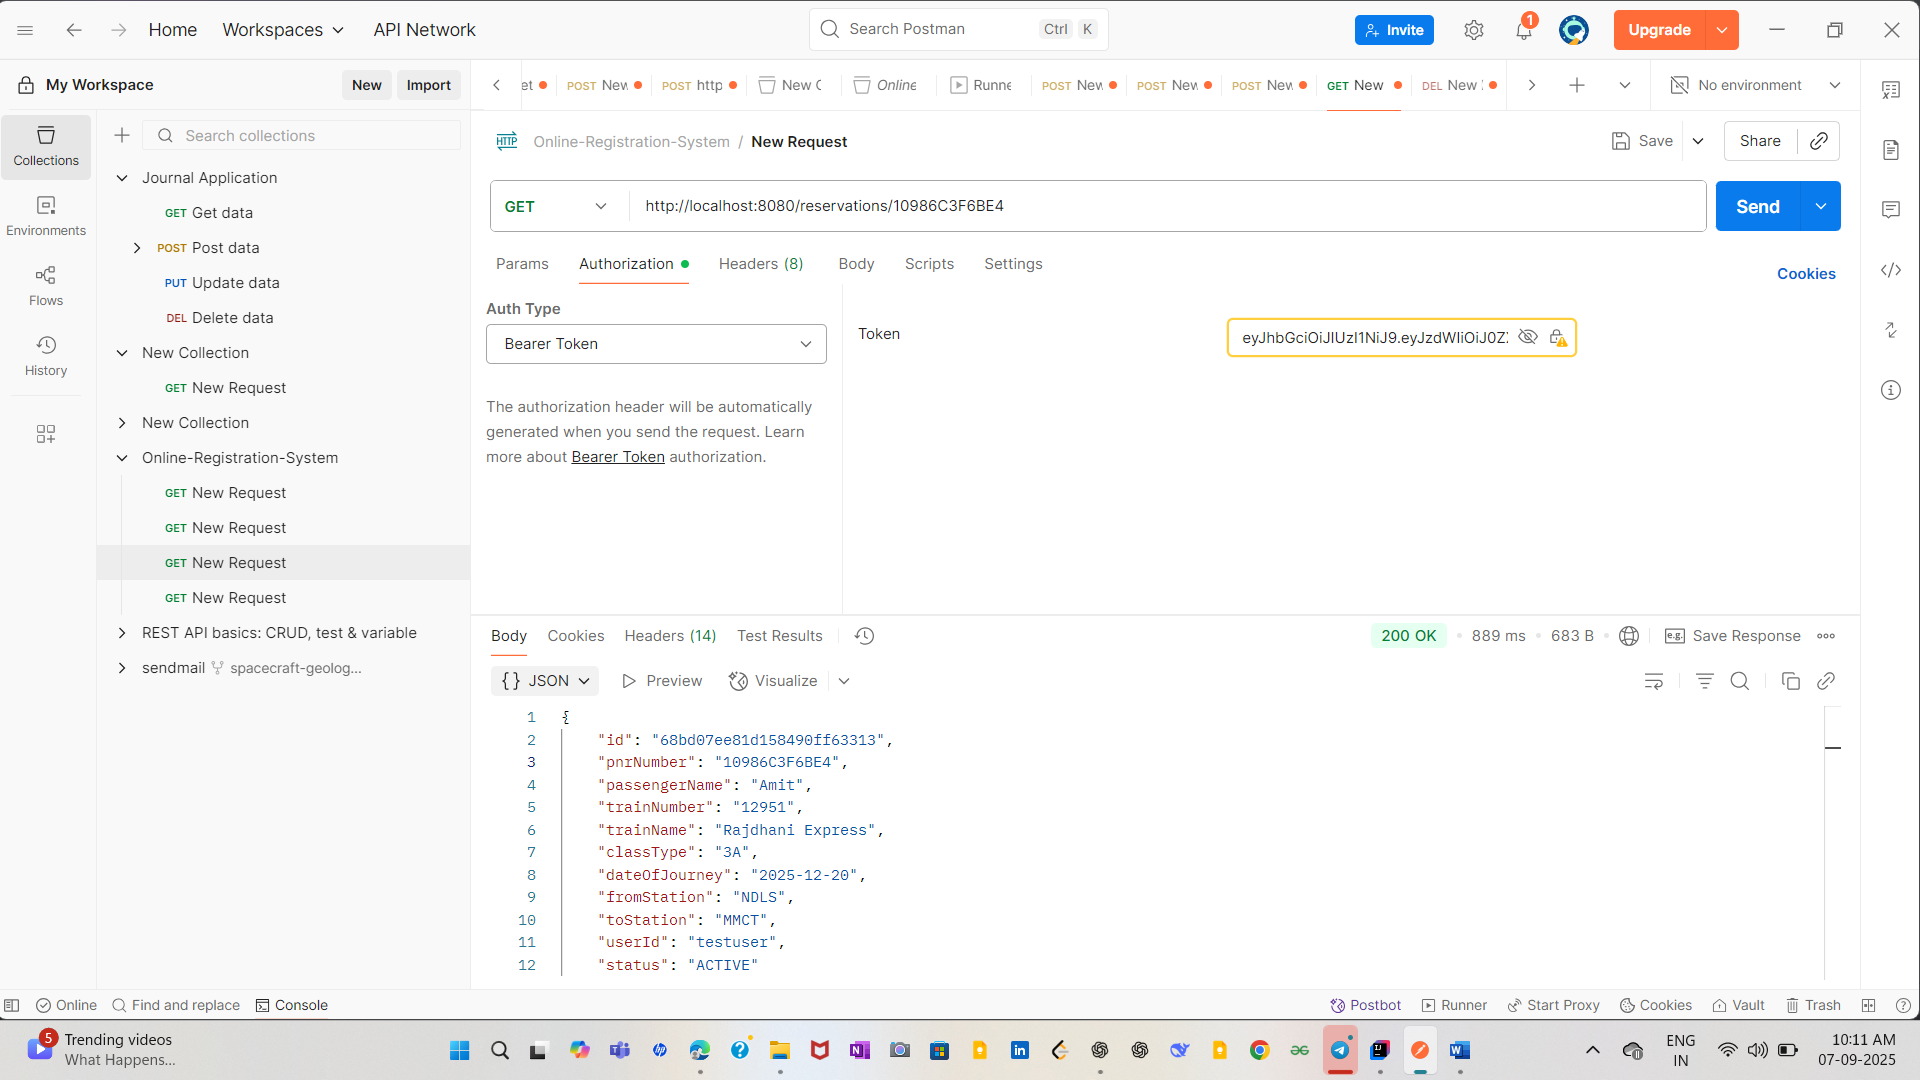 Home
Workspaces
API Network
Search Postman
Ctrl K
Invite
1
Upgrade
My Workspace
New
Import
et
POST New
POST http
New C
Online
Runne
POST New
POST New
POST New
GET New
DEL New
No environment
Collections
Environments
Flows
History
Search collections
Journal Application
GET Get data
POST Post data
PUT Update data
DEL Delete data
New Collection
GET New Request
New Collection
Online-Registration-System
GET New Request
GET New Request
GET New Request
GET New Request
REST API basics: CRUD, test & variable
sendmail spacecraft-geolog...
HTTP Online-Registration-System / New Request
Save
Share
GET
http://localhost:8080/reservations/10986C3F6BE4
Send
Params
Authorization
Headers (8)
Body
Scripts
Settings
Cookies
Auth Type
Bearer Token
The authorization header will be automatically
generated when you send the request. Learn
more about Bearer Token authorization.
Token
eyJhbGciOiJIUzI1NiJ9.eyJzdWIiOiJ0Z
Body
Cookies
Headers (14)
Test Results
200 OK
889 ms
683 B
e.g. Save Response
{} JSON
Preview
Visualize
1 {
2 "id": "68bd07ee81d158490ff63313",
3 "pnrNumber": "10986C3F6BE4",
4 "passengerName": "Amit",
5 "trainNumber": "12951",
6 "trainName": "Rajdhani Express",
7 "classType": "3A",
8 "dateOfJourney": "2025-12-20",
9 "fromStation": "NDLS",
10 "toStation": "MMCT",
11 "userId": "testuser",
12 "status": "ACTIVE"
Online
Find and replace
Console
Postbot
Runner
Start Proxy
Cookies
Vault
Trash
5
Trending videos
What Happens...
ENG
IN
10:11 AM
07-09-2025